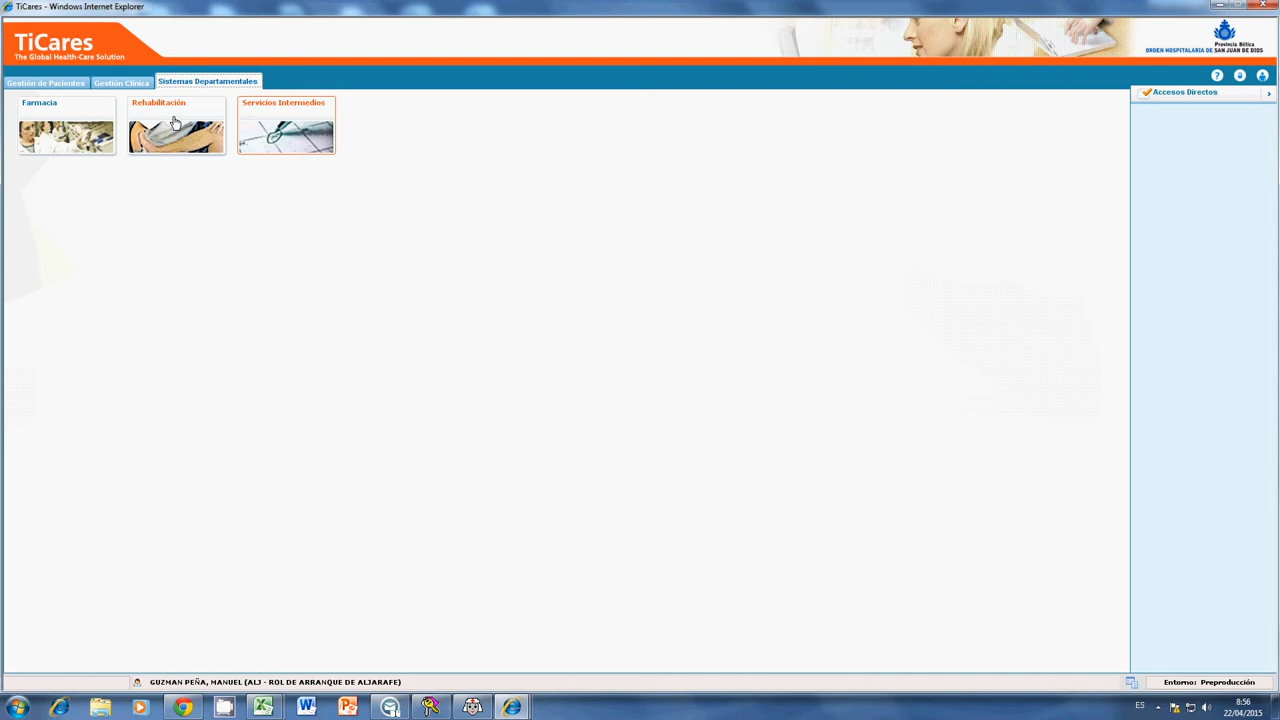 TiCares - Windows Internet Explorer
TiCares
The Global Health-Care Solution
Provincia Bética
ORDEN HOSPITALARIA DE SAN JUAN DE DIOS
Gestión de Pacientes
Gestión Clínica
Sistemas Departamentales
Accesos Directos
Farmacia
Rehabilitación
Servicios Intermedios
GUZMAN PEÑA, MANUEL (ALJ - ROL DE ARRANQUE DE ALJARAFE)
Entorno: Preproducción
ES
8:56
22/04/2015